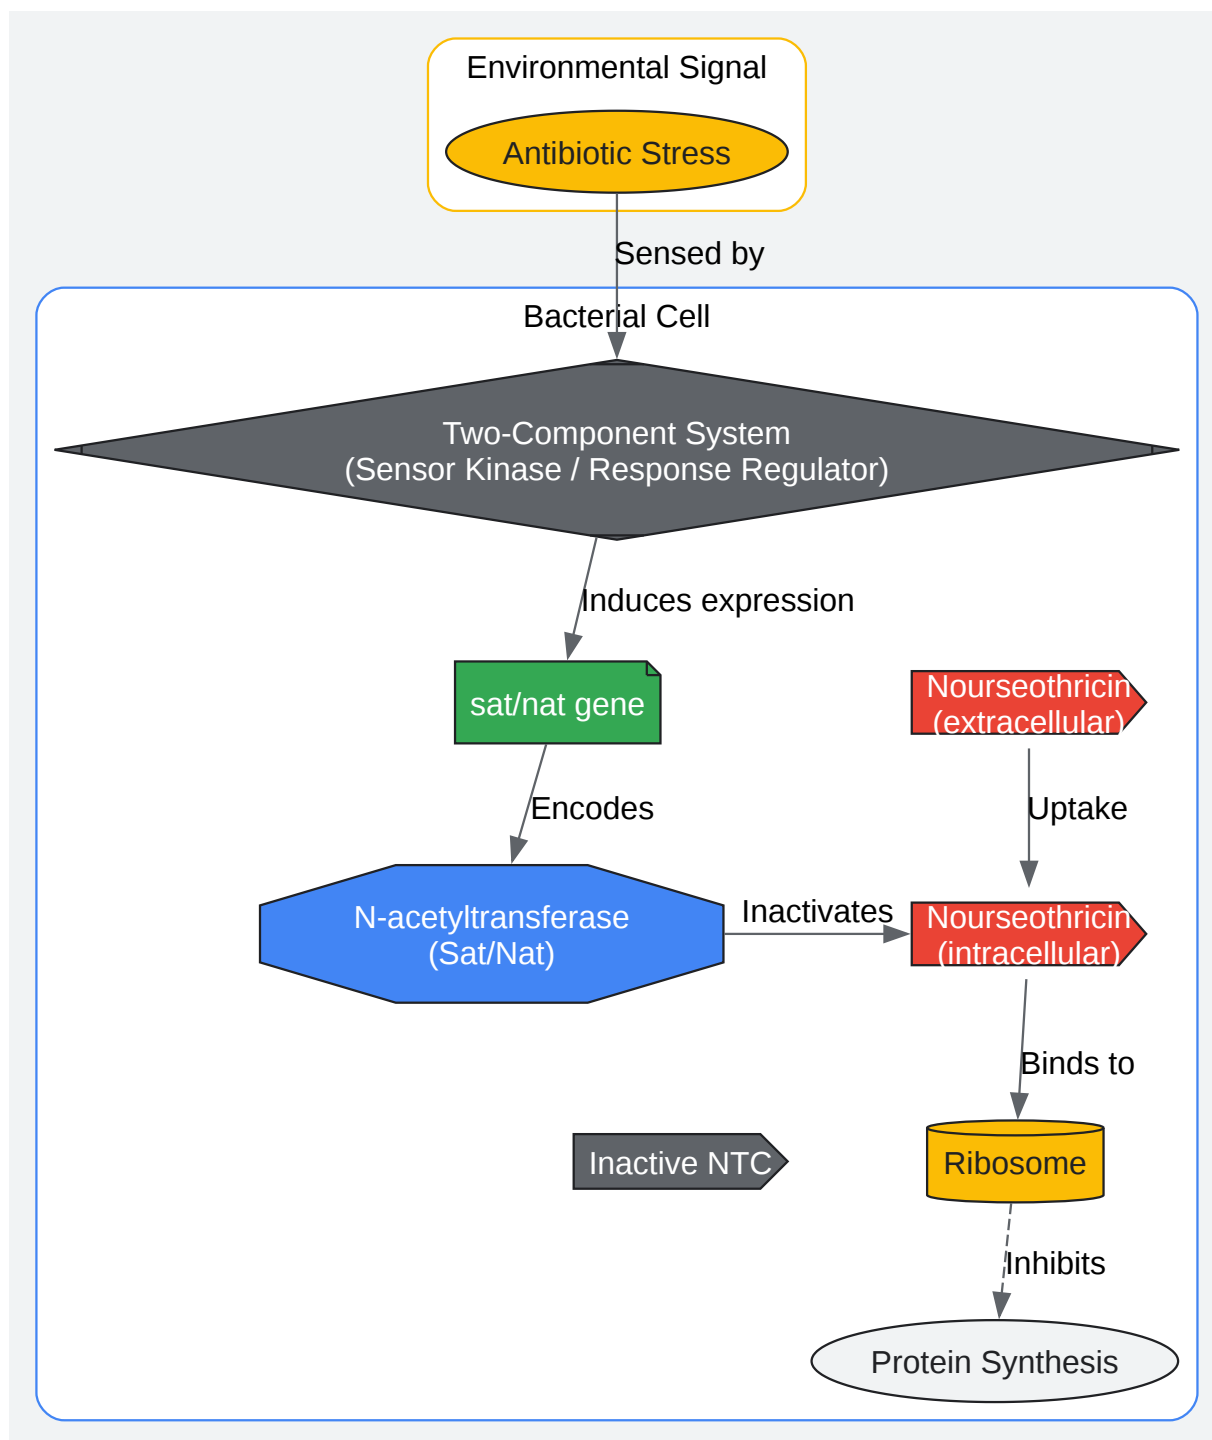 Environmental Signal
Antibiotic Stress
Sensed by
Bacterial Cell
Two-Component System
(Sensor Kinase / Response Regulator)
Induces expression
sat/nat gene
Nourseothricin
(extracellular)
Encodes
Uptake
N-acetyltransferase
(Sat/Nat)
Inactivates
Nourseothricin
(intracellular)
Binds to
Inactive NTC
Ribosome
Inhibits
Protein Synthesis